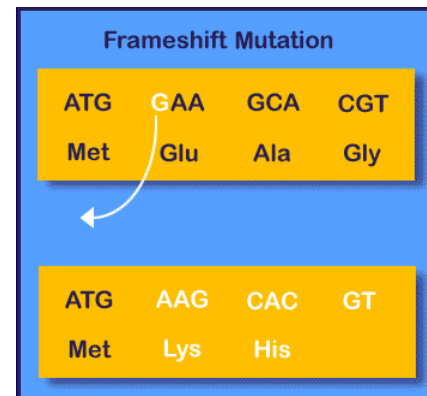 Frameshift Mutation
ATG GAA GCA CGT
Met Glu Ala Gly
ATG AAG CAC GT
Met Lys His